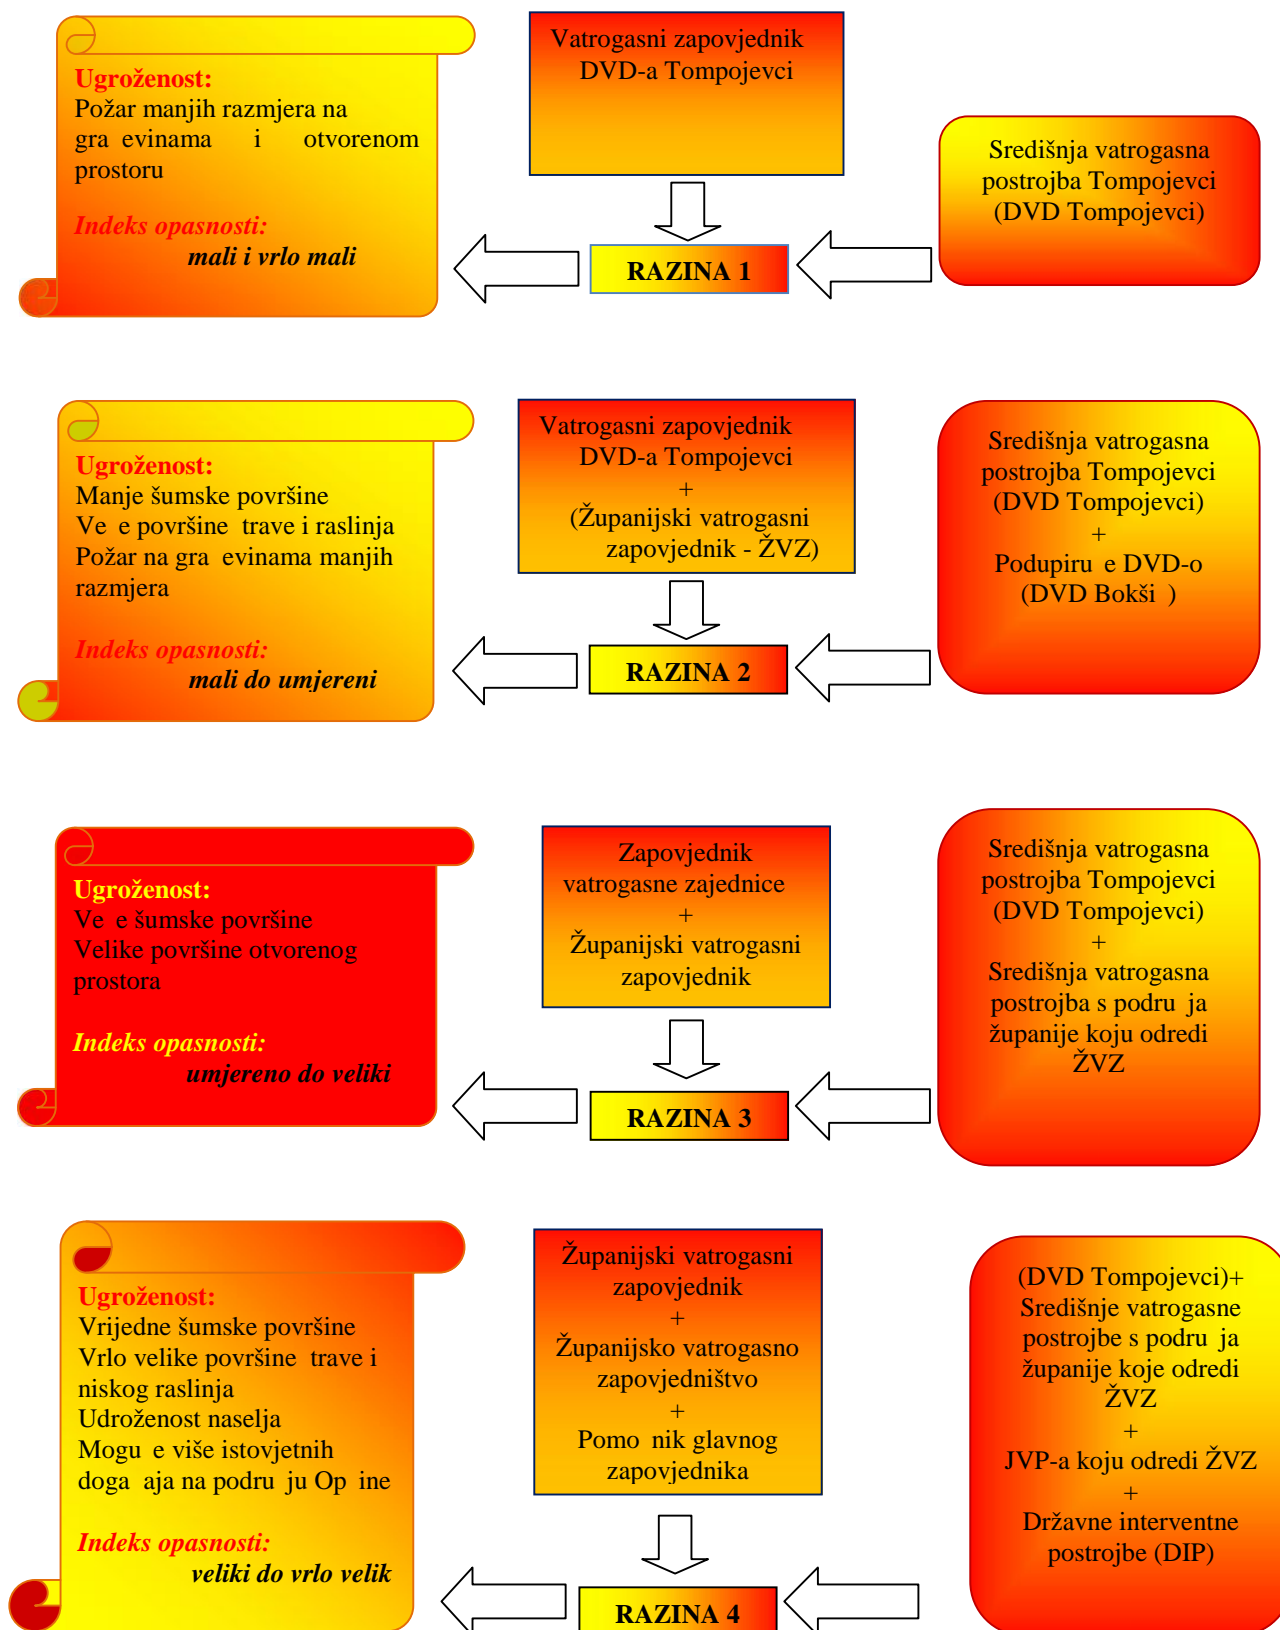 Ugroženost:
Požar manjih razmjera na
gra evinama i otvorenom
prostoru
Indeks opasnosti:
mali i vrlo mali
Vatrogasni zapovjednik
DVD-a Tompojevci
RAZINA 1
Središnja vatrogasna
postrojba Tompojevci
(DVD Tompojevci)
Ugroženost:
Manje šumske površine
Ve e površine trave i raslinja
Požar na gra evinama manjih
razmjera
Indeks opasnosti:
mali do umjereni
Vatrogasni zapovjednik
DVD-a Tompojevci
+
(Županijski vatrogasni
zapovjednik - ŽVZ)
RAZINA 2
Središnja vatrogasna
postrojba Tompojevci
(DVD Tompojevci)
+
Podupiru e DVD-o
(DVD Bokši )
Ugroženost:
Ve e šumske površine
Velike površine otvorenog
prostora
Indeks opasnosti:
umjereno do veliki
Zapovjednik
vatrogasne zajednice
+
Županijski vatrogasni
zapovjednik
RAZINA 3
Središnja vatrogasna
postrojba Tompojevci
(DVD Tompojevci)
+
Središnja vatrogasna
postrojba s podru ja
županije koju odredi
ŽVZ
Ugroženost:
Vrijedne šumske površine
Vrlo velike površine trave i
niskog raslinja
Udroženost naselja
Mogu e više istovjetnih
doga aja na podru ju Op ine
Indeks opasnosti:
veliki do vrlo velik
Županijski vatrogasni
zapovjednik
+
Županijsko vatrogasno
zapovjedništvo
+
Pomo nik glavnog
zapovjednika
RAZINA 4
(DVD Tompojevci)+
Središnje vatrogasne
postrojbe s podru ja
županije koje odredi
ŽVZ
+
JVP-a koju odredi ŽVZ
+
Državne interventne
postrojbe (DIP)